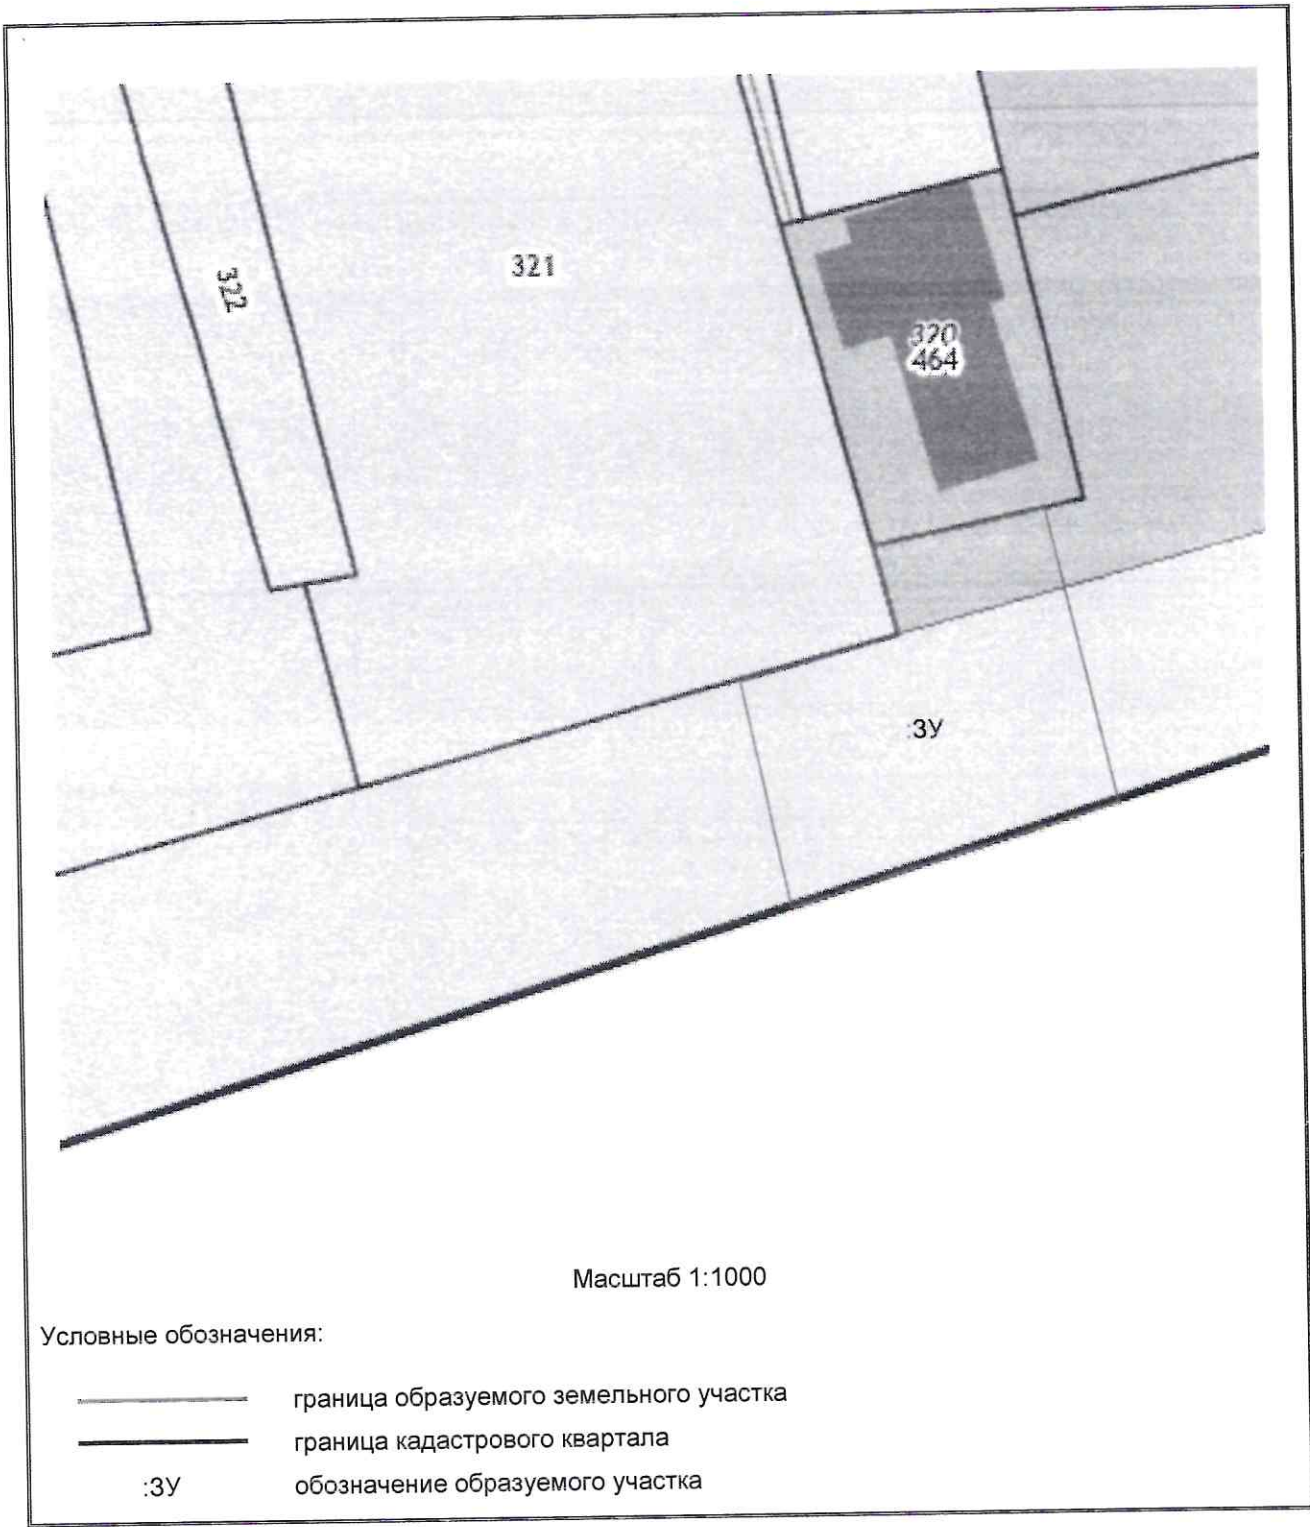 321
322
320
464
:ЗУ
Масштаб 1:1000
Условные обозначения:
граница образуемого земельного участка
граница кадастрового квартала
:ЗУ обозначение образуемого участка